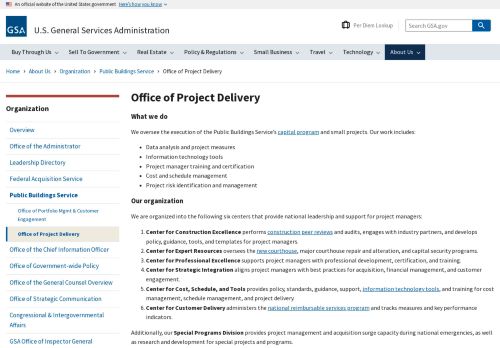 An official website of the United States government Here's how you know
GSA
U.S. General Services Administration
Per Diem Lookup
Search GSA.gov
Buy Through Us
Sell To Government
Real Estate
Policy & Regulations
Small Business
Travel
Technology
About Us
Home › About Us › Organization › Public Buildings Service › Office of Project Delivery
Organization
Overview
Office of the Administrator
Leadership Directory
Federal Acquisition Service
Public Buildings Service
Office of Portfolio Mgmt & Customer
Engagement
Office of Project Delivery
Office of the Chief Information Officer
Office of Government-wide Policy
Office of the General Counsel Overview
Office of Strategic Communication
Congressional & Intergovernmental
Affairs
GSA Office of Inspector General
Office of Project Delivery
What we do
We oversee the execution of the Public Buildings Service's capital program and small projects. Our work includes:
• Data analysis and project measures
• Information technology tools
• Project manager training and certification
• Cost and schedule management
• Project risk identification and management
Our organization
We are organized into the following six centers that provide national leadership and support for project managers:
1. Center for Construction Excellence performs construction peer reviews and audits, engages with industry partners, and develops
policy, guidance, tools, and templates for project managers.
2. Center for Expert Resources oversees the new courthouse, major courthouse repair and alteration, and capital security programs.
3. Center for Professional Excellence supports project managers with professional development, certification, and training.
4. Center for Strategic Integration aligns project managers with best practices for acquisition, financial management, and customer
engagement.
5. Center for Cost, Schedule, and Tools provides policy, standards, guidance, support, information technology tools, and training for cost
management, schedule management, and project delivery
6. Center for Customer Delivery administers the national reimbursable services program and tracks measures and key performance
indicators.
Additionally, our Special Programs Division provides project management and acquisition surge capacity during national emergencies, as well
as research and development for special projects and programs.